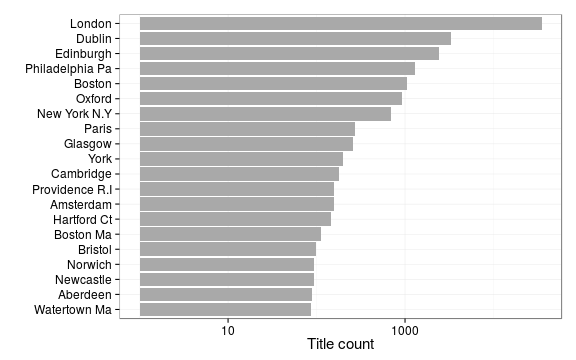 London
Dublin
Edinburgh
Philadelphia Pa
Boston
Oxford
New York N.Y
Paris
Glasgow
York
Cambridge
Providence R.I
Amsterdam
Hartford Ct
Boston Ma
Bristol
Norwich
Newcastle
Aberdeen
Watertown Ma
10 1000
Title count